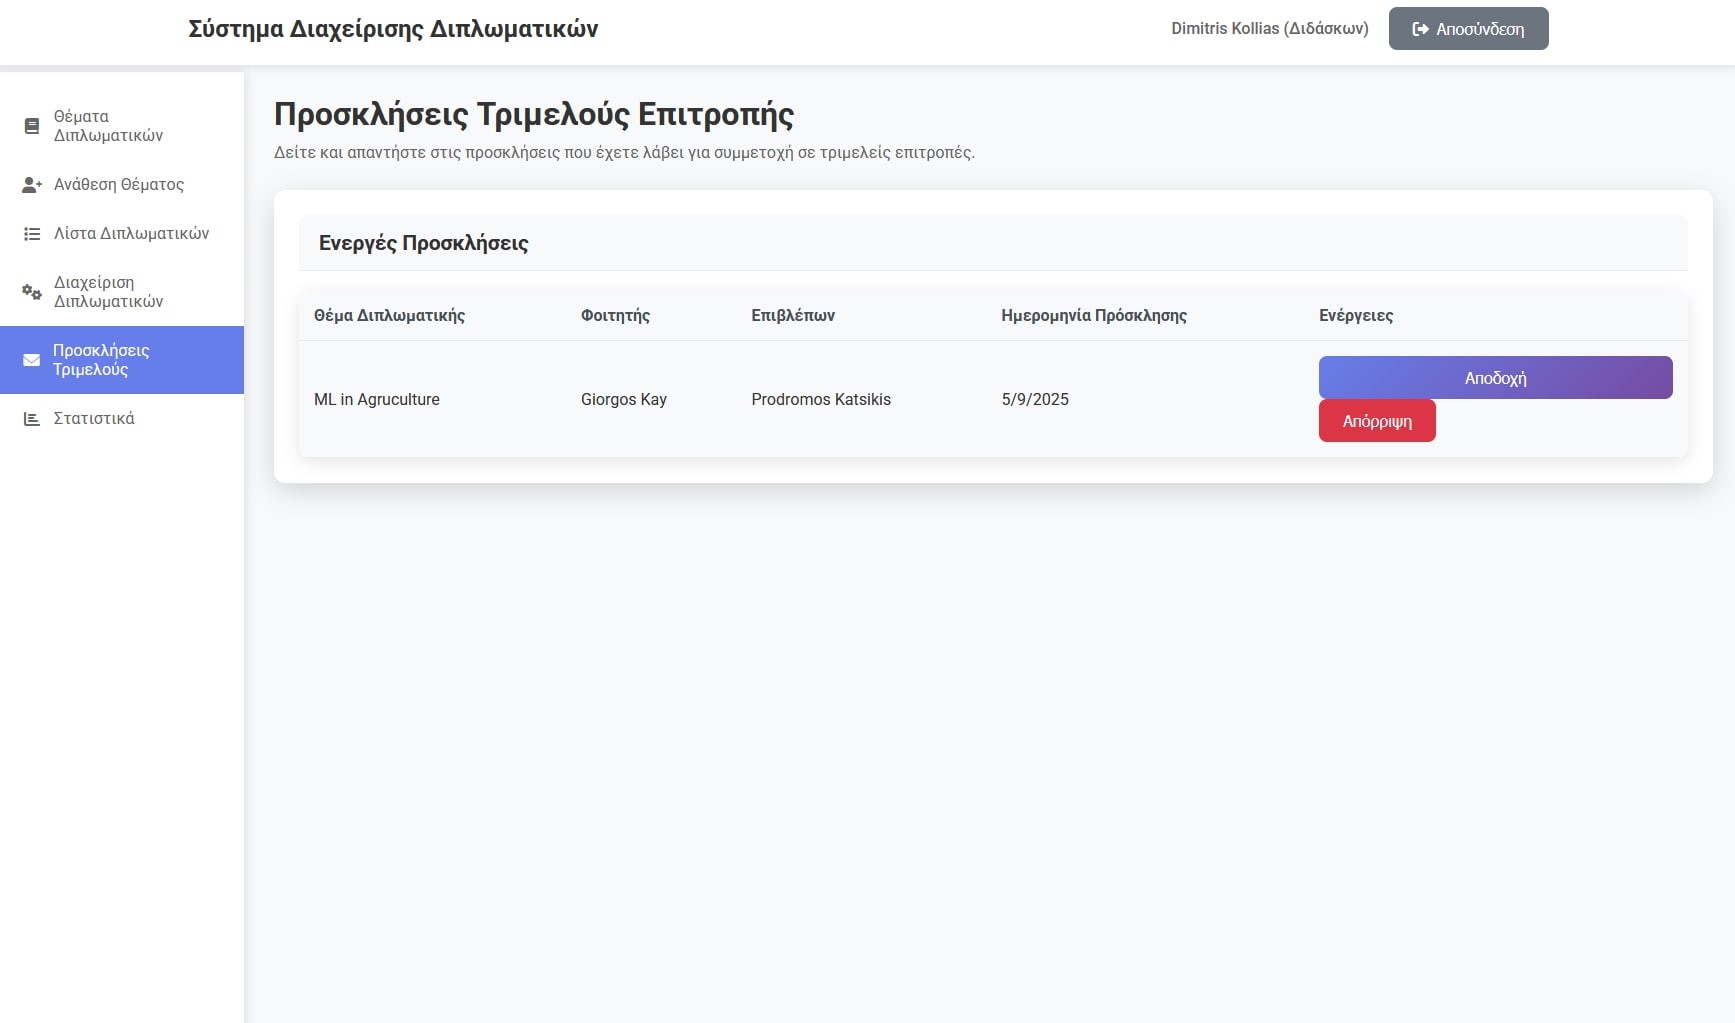 Σύστημα Διαχείρισης Διπλωματικών
Dimitris Kollias (Διδάσκων)
Αποσύνδεση
Θέματα
Διπλωματικών
Ανάθεση Θέματος
Λίστα Διπλωματικών
Διαχείριση
Διπλωματικών
Προσκλήσεις
Τριμελούς
Στατιστικά
Προσκλήσεις Τριμελούς Επιτροπής
Δείτε και απαντήστε στις προσκλήσεις που έχετε λάβει για συμμετοχή σε τριμελείς επιτροπές.
Ενεργές Προσκλήσεις
Θέμα Διπλωματικής Φοιτητής Επιβλέπων Ημερομηνία Πρόσκλησης Ενέργειες
ML in Agruculture Giorgos Kay Prodromos Katsikis 5/9/2025
Αποδοχή
Απόρριψη